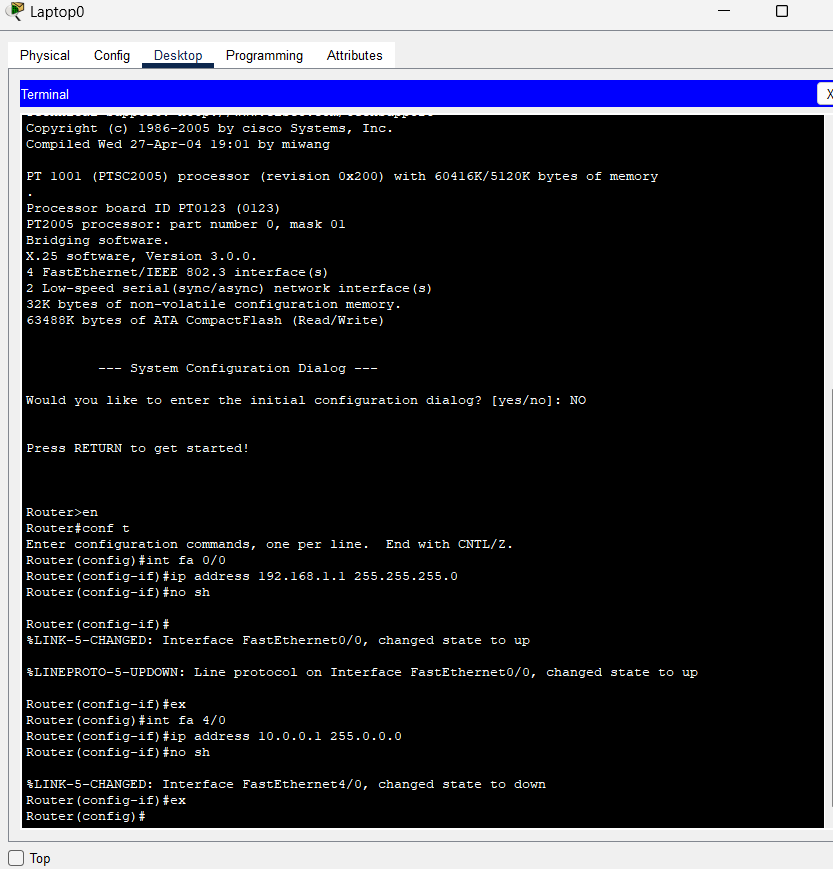 Laptop0
Physical Config Desktop Programming Attributes
Terminal
X
Copyright (c) 1986-2005 by cisco Systems, Inc.
Compiled Wed 27-Apr-04 19:01 by miwang
PT 1001 (PTSC2005) processor (revision 0x200) with 60416K/5120K bytes of memory
.
Processor board ID PT0123 (0123)
PT2005 processor: part number 0, mask 01
Bridging software.
X.25 software, Version 3.0.0.
4 FastEthernet/IEEE 802.3 interface(s)
2 Low-speed serial(sync/async) network interface(s)
32K bytes of non-volatile configuration memory.
63488K bytes of ATA CompactFlash (Read/Write)
--- System Configuration Dialog ---
Would you like to enter the initial configuration dialog? [yes/no]: NO
Press RETURN to get started!
Router>en
Router#conf t
Enter configuration commands, one per line.  End with CNTL/Z.
Router(config)#int fa 0/0
Router(config-if)#ip address 192.168.1.1 255.255.255.0
Router(config-if)#no sh
Router(config-if)#
%LINK-5-CHANGED: Interface FastEthernet0/0, changed state to up
%LINEPROTO-5-UPDOWN: Line protocol on Interface FastEthernet0/0, changed state to up
Router(config-if)#ex
Router(config)#int fa 4/0
Router(config-if)#ip address 10.0.0.1 255.0.0.0
Router(config-if)#no sh
%LINK-5-CHANGED: Interface FastEthernet4/0, changed state to down
Router(config-if)#ex
Router(config)#
Top